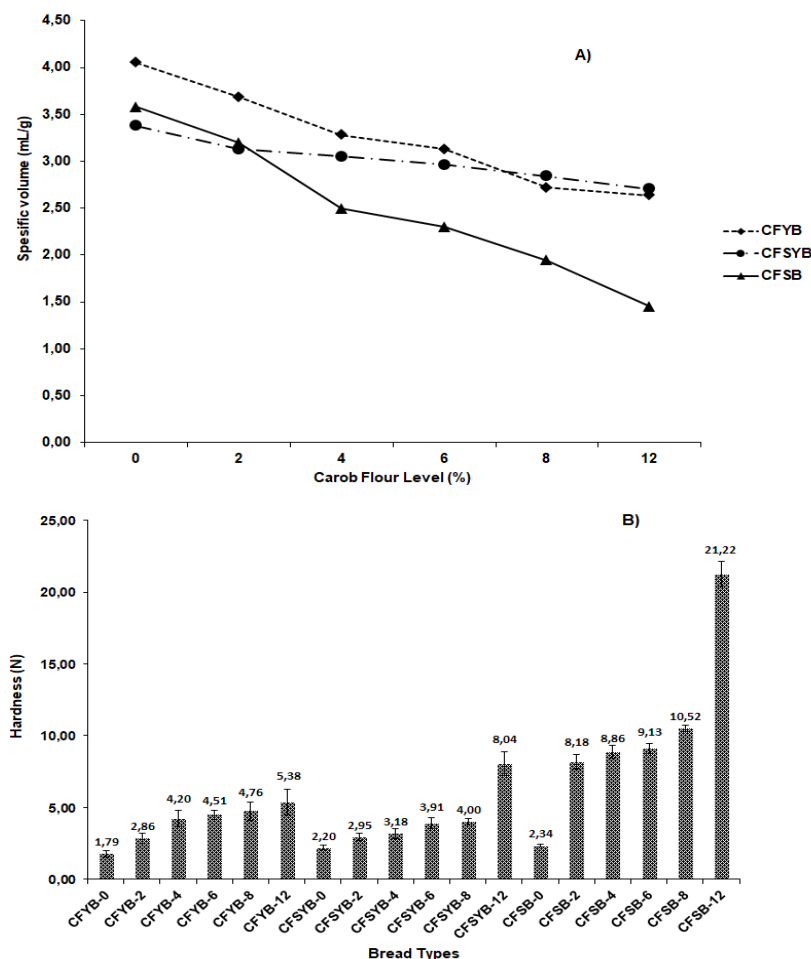 A)
4,50
4,00
3,50
3,00
2,50
2,00
1,50
1,00
0,50
0,00
Spesific volume (mL/g)
0 2 4 6 8 12
Carob Flour Level (%)
CFYB
CFSYB
CFSB
B)
25,00
20,00
15,00
10,00
5,00
0,00
Hardness (N)
1,79 2,86 4,20 4,51 4,76 5,38 2,20 2,95 3,18 3,91 4,00 8,04 2,34 8,18 8,86 9,13 10,52 21,22
CFYB-0 CFYB-2 CFYB-4 CFYB-6 CFYB-8 CFYB-12 CFSYB-0 CFSYB-2 CFSYB-4 CFSYB-6 CFSYB-8 CFSYB-12 CFSB-0 CFSB-2 CFSB-4 CFSB-6 CFSB-8 CFSB-12
Bread Types